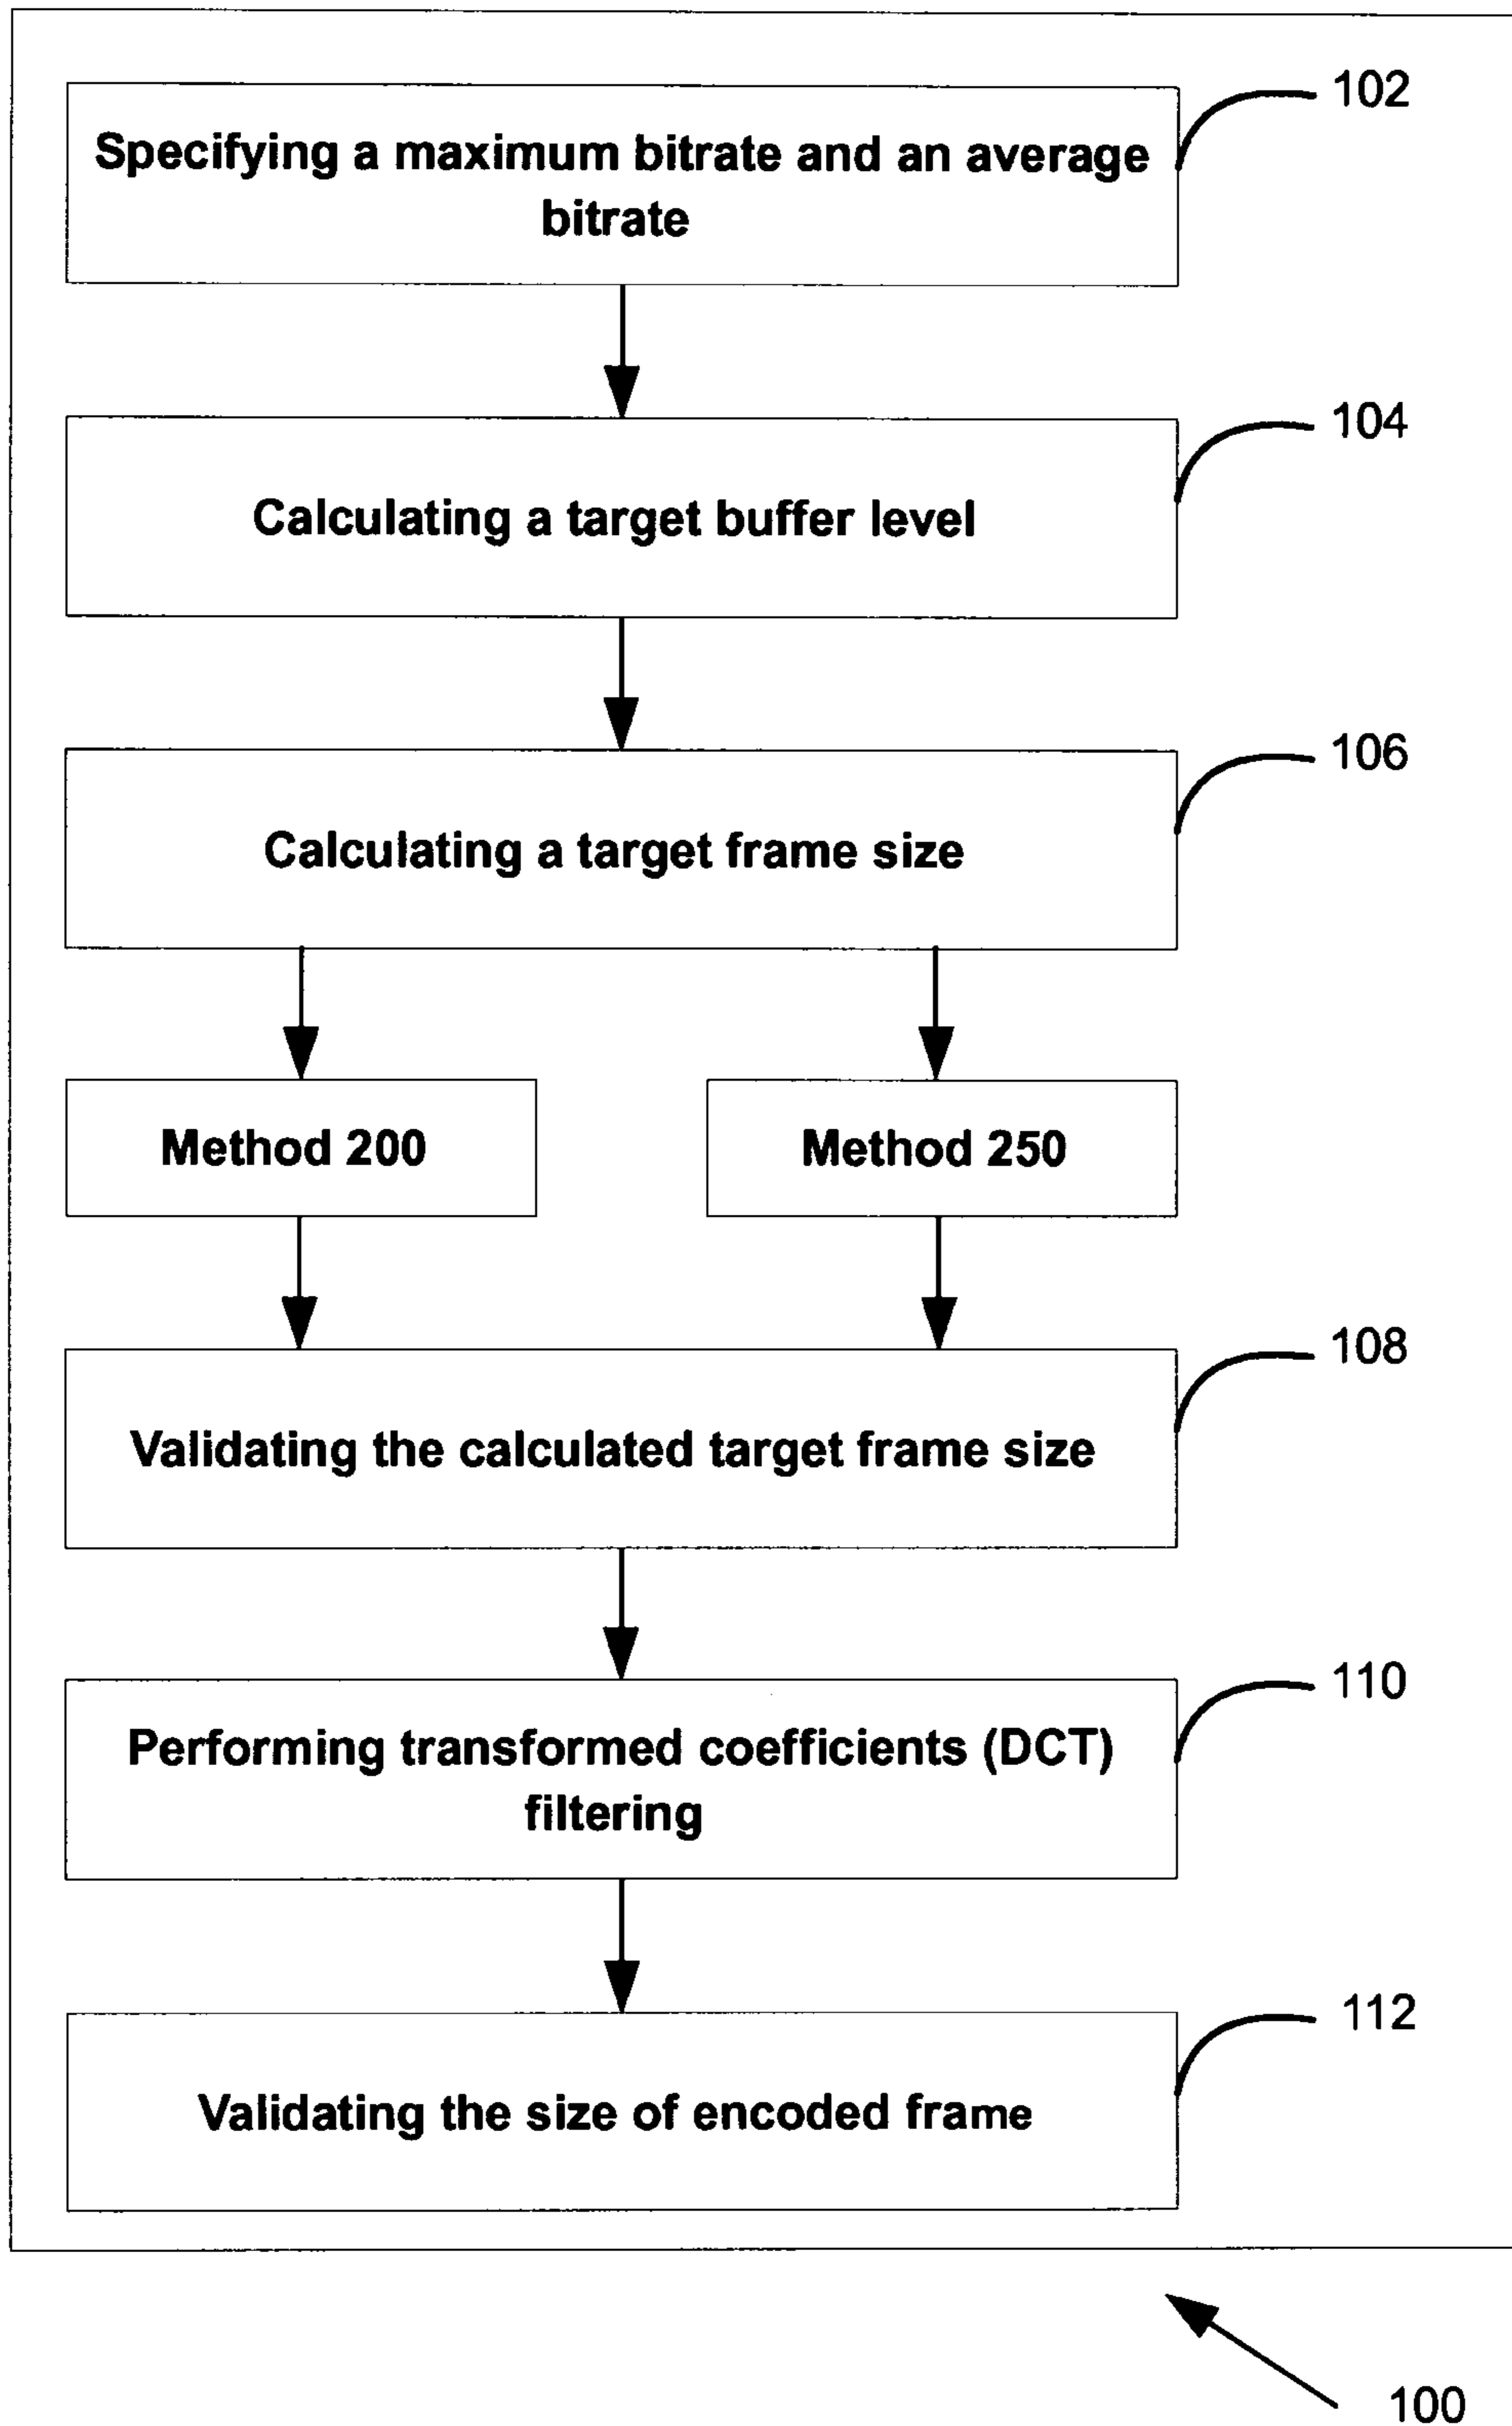 102
Specifying a maximum bitrate and an average
bitrate
104
Calculating a target buffer level
106
Calculating a target frame size
Method 200
Method 250
108
Validating the calculated target frame size
110
Performing transformed coefficients (DCT)
filtering
112
Validating the size of encoded frame
100